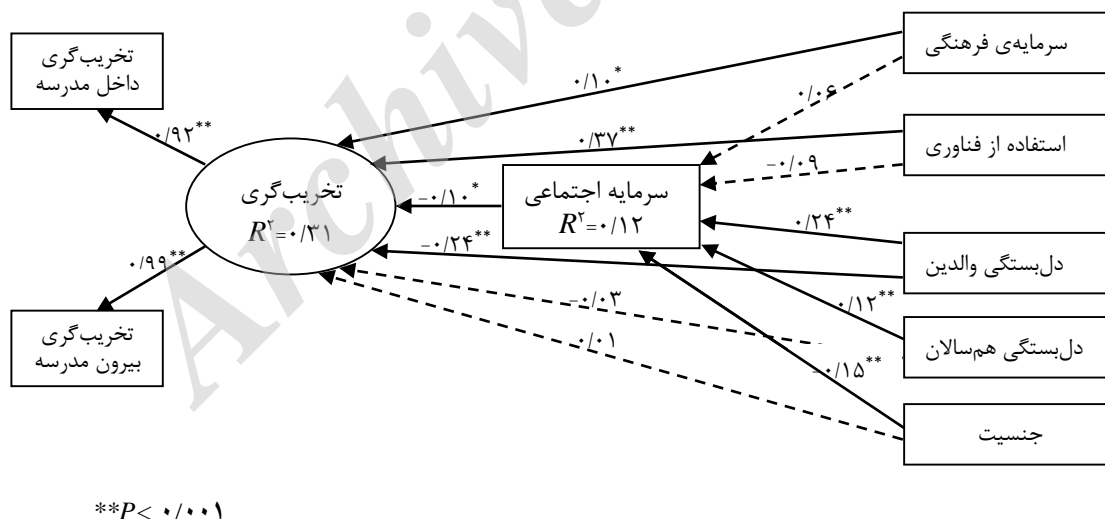 سرمایه‌ی فرهنگی
استفاده از فناوری
دل‌بستگی والدین
دل‌بستگی هم‌سالان
جنسیت
۰/۰۶
-۰/۰۹
۰/۲۴**
۰/۱۲**
-۰/۱۵**
سرمایه اجتماعی
R²=۰/۱۲
۰/۱۰*
۰/۳۷**
-۰/۱۰*
-۰/۲۴**
-۰/۰۳
۰/۰۱
تخریب‌گری
R²=۰/۳۱
۰/۹۲**
۰/۹۹**
تخریب‌گری
داخل مدرسه
تخریب‌گری
بیرون مدرسه
**P< ۰/۰۰۱
Archive